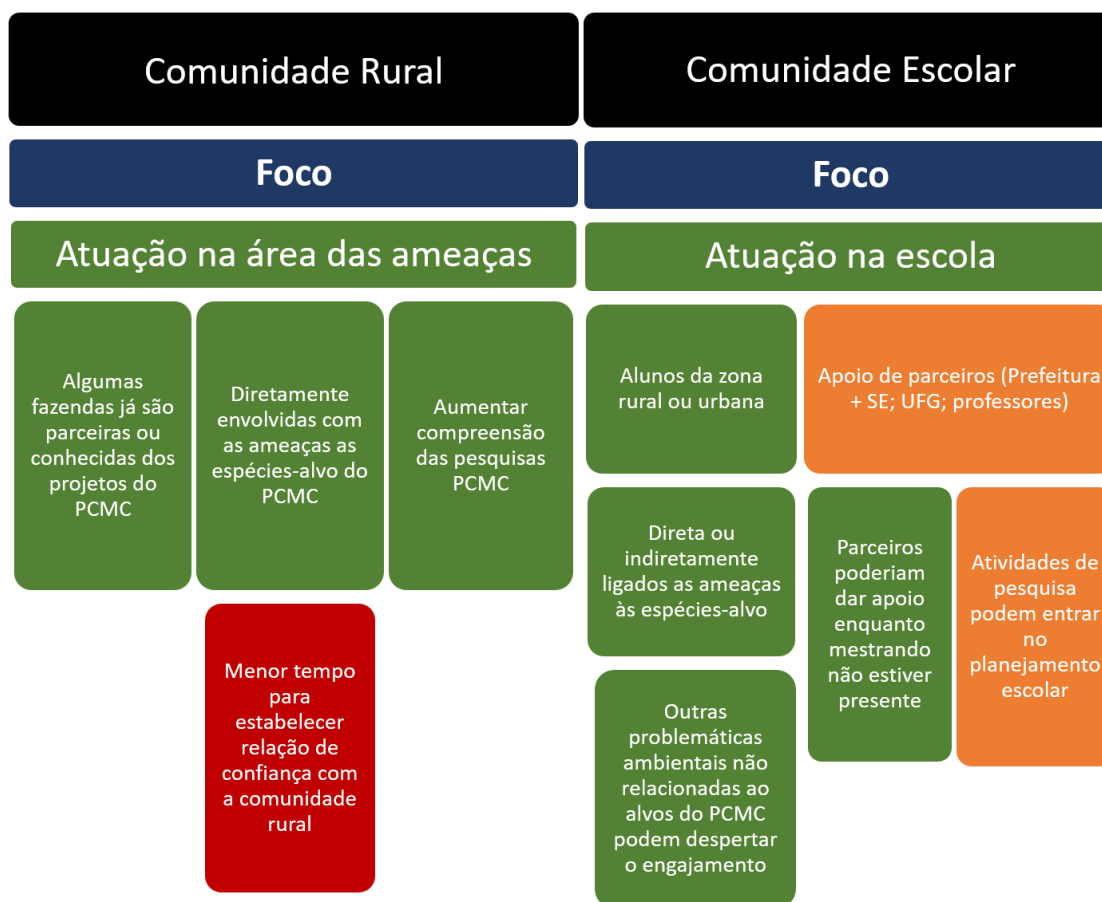 Comunidade Rural
Foco
Atuação na área das ameaças
Algumas
fazendas já são
parceiras ou
conhecidas dos
projetos do
PCMC
Diretamente
envolvidas com
as ameaças as
espécies-alvo do
PCMC
Aumentar
compreensão
das pesquisas
PCMC
Menor tempo
para
estabelecer
relação de
confiança com
a comunidade
rural
Comunidade Escolar
Foco
Atuação na escola
Alunos da zona
rural ou urbana
Apoio de parceiros (Prefeitura
+ SE; UFG; professores)
Direta ou
indiretamente
ligados as ameaças
às espécies-alvo
Parceiros
poderiam
dar apoio
enquanto
mestrando
não estiver
presente
Atividades de
pesquisa
podem entrar
no
planejamento
escolar
Outras
problemáticas
ambientais não
relacionadas ao
alvos do PCMC
podem despertar
o engajamento